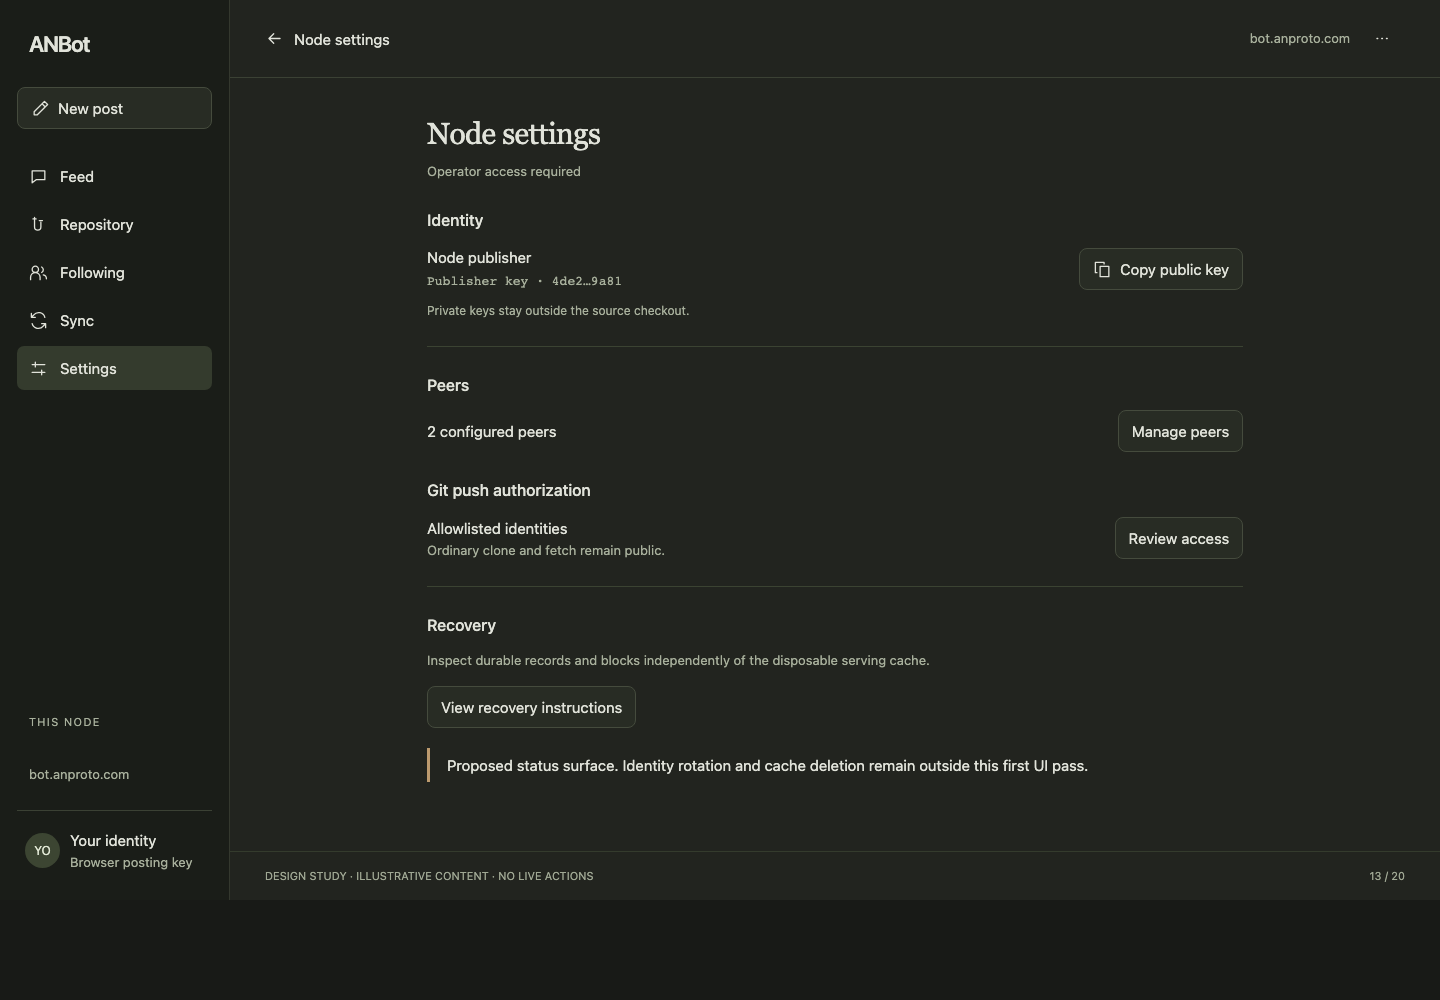 ANBot
New post
Feed
Repository
Following
Sync
Settings
THIS NODE
bot.anproto.com
YO
Your identity
Browser posting key
Node settings
bot.anproto.com
Node settings
Operator access required
Identity
Node publisher
Publisher key · 4de2…9a81
Copy public key
Private keys stay outside the source checkout.
Peers
2 configured peers
Manage peers
Git push authorization
Allowlisted identities
Ordinary clone and fetch remain public.
Review access
Recovery
Inspect durable records and blocks independently of the disposable serving cache.
View recovery instructions
Proposed status surface. Identity rotation and cache deletion remain outside this first UI pass.
DESIGN STUDY · ILLUSTRATIVE CONTENT · NO LIVE ACTIONS
13 / 20